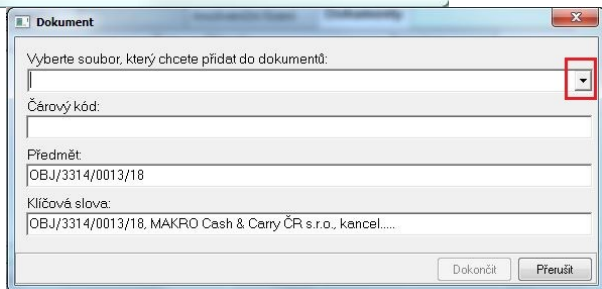 Dokumenty
Dokument
Vyberte soubor, který chcete přidat do dokumentů:
Čárový kód:
Předmět:
OBJ/3314/0013/18
Klíčová slova:
OBJ/3314/0013/18, MAKRO Cash & Carry ČR s.r.o., kancel.....
Dokončit
Přerušit